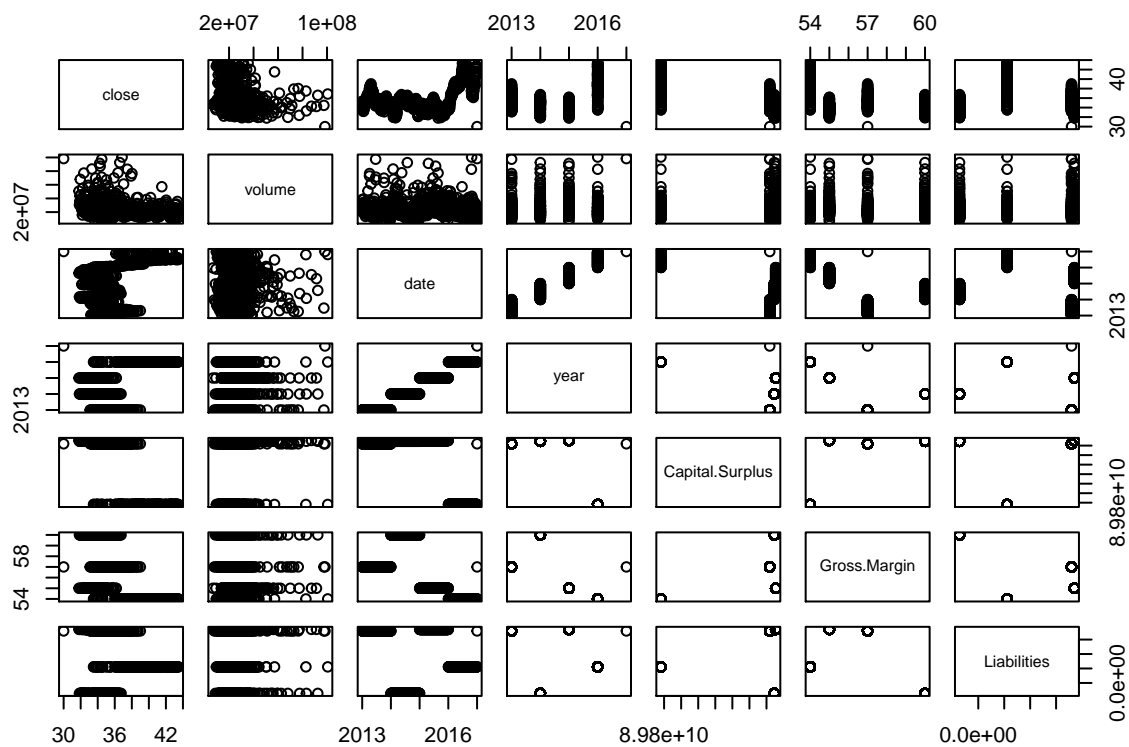 2e+07 1e+08 2013 2016 54 57 60
close 30 40
2e+07 volume
date 2013
2013 year
Capital.Surplus 8.98e+10
54 58 Gross.Margin
Liabilities 0.0e+00
30 36 42 2013 2016 8.98e+10 0.0e+00